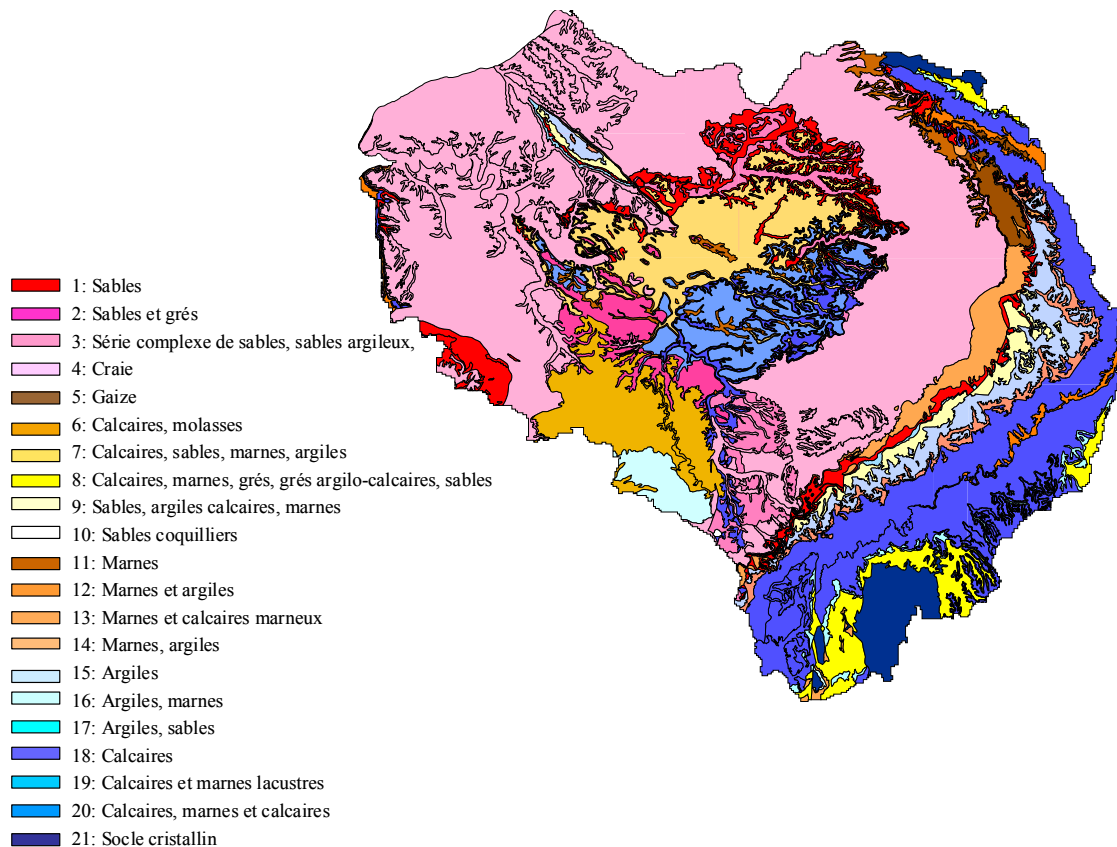 1: Sables
2: Sables et grés
3: Série complexe de sables, sables argileux,
4: Craie
5: Gaize
6: Calcaires, molasses
7: Calcaires, sables, marnes, argiles
8: Calcaires, marnes, grés, grés argilo-calcaires, sables
9: Sables, argiles calcaires, marnes
10: Sables coquilliers
11: Marnes
12: Marnes et argiles
13: Marnes et calcaires marneux
14: Marnes, argiles
15: Argiles
16: Argiles, marnes
17: Argiles, sables
18: Calcaires
19: Calcaires et marnes lacustres
20: Calcaires, marnes et calcaires
21: Socle cristallin